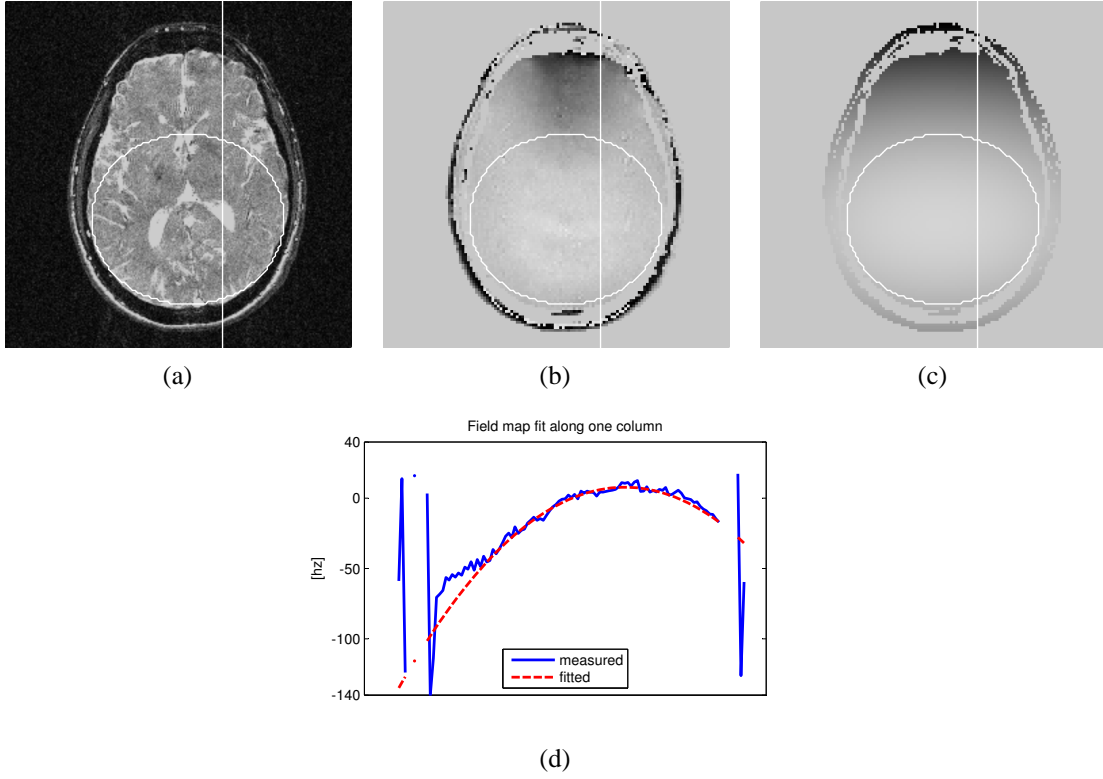 (a)
(b)
(c)
Field map fit along one column
40
0
-50
-100
-140
[hz]
measured
fitted
(d)